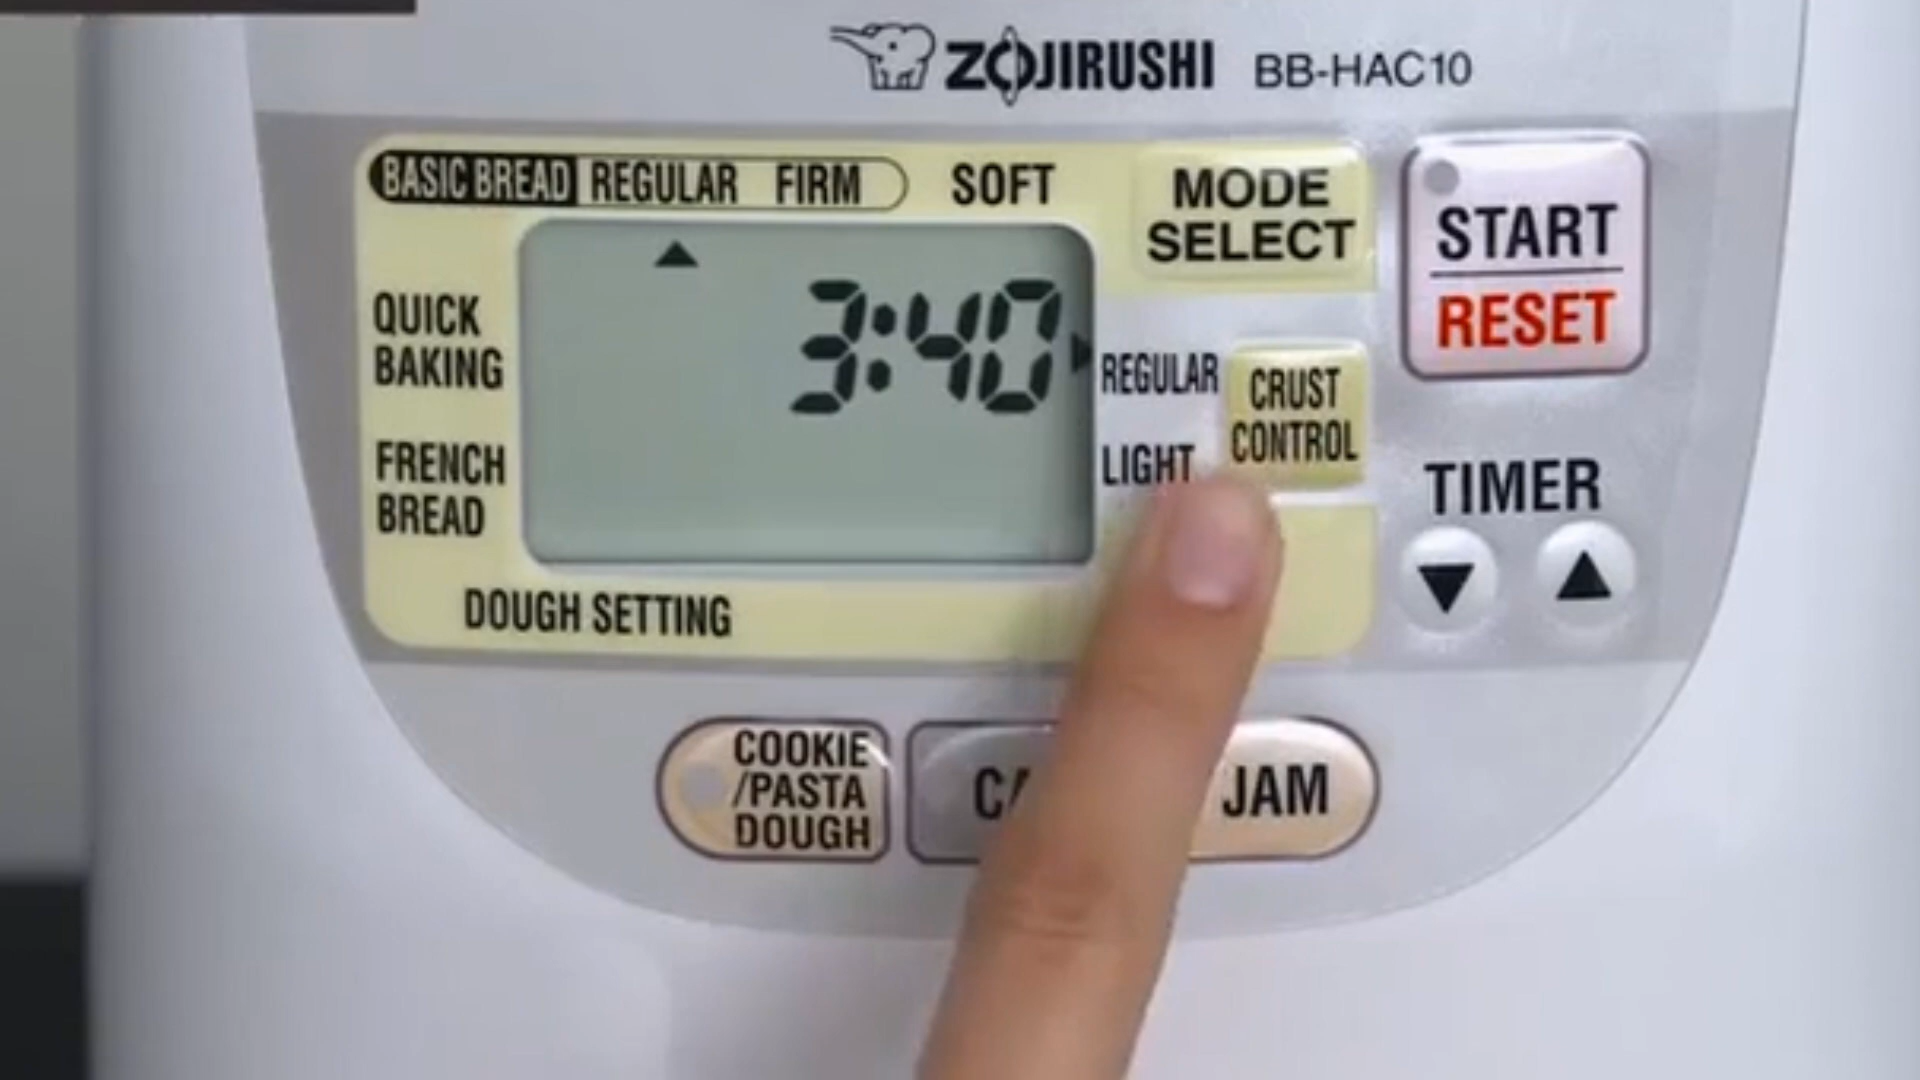 ZOJIRUSHI BB-HAC10
BASIC BREAD REGULAR FIRM SOFT
MODE
SELECT
START
RESET
QUICK
BAKING
3:40
REGULAR
LIGHT
CRUST
CONTROL
FRENCH
BREAD
TIMER
DOUGH SETTING
COOKIE
/PASTA
DOUGH
JAM